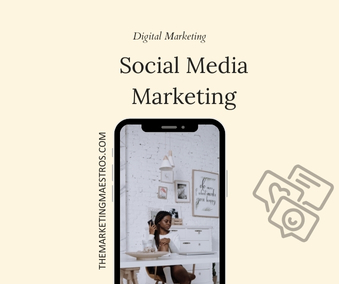 Digital Marketing
Social Media
Marketing
THEMARKETINGMAESTROS.COM